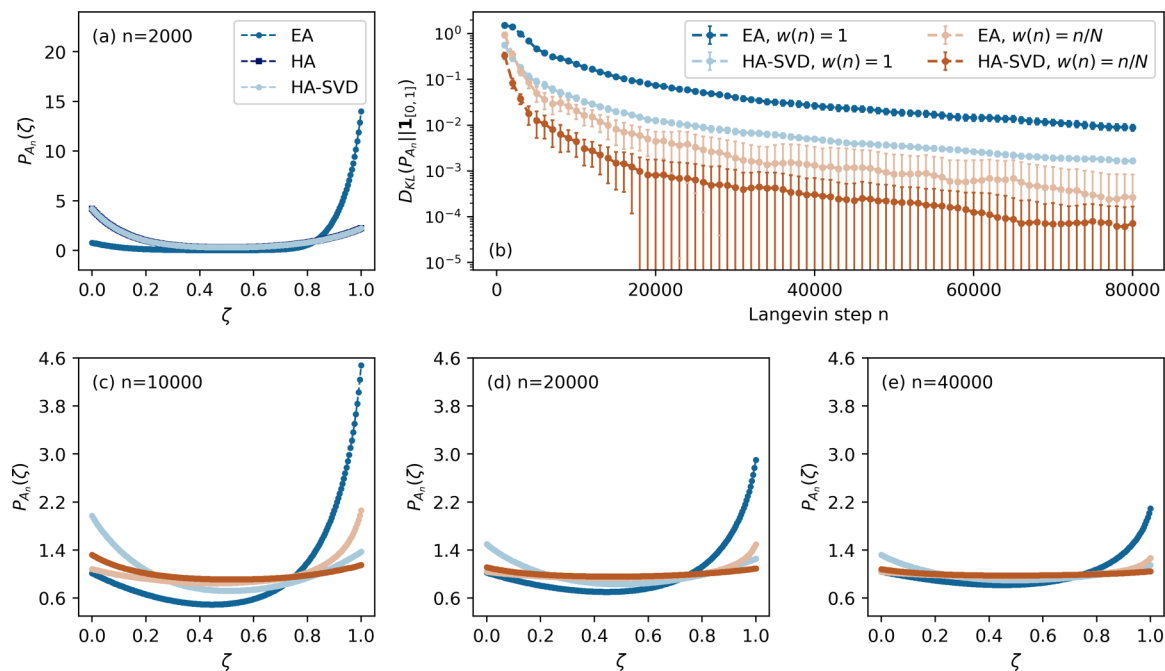 (a) n=2000
EA
HA
HA-SVD
20
15
10
5
0
P_{A_n}(ζ)
0.0 0.2 0.4 0.6 0.8 1.0
ζ
EA, w(n) = 1
HA-SVD, w(n) = 1
EA, w(n) = n/N
HA-SVD, w(n) = n/N
10⁰
10⁻¹
10⁻²
10⁻³
10⁻⁴
10⁻⁵
D_{KL}(P_{A_n}||𝟏_{[0, 1]})
(b)
0 20000 40000 60000 80000
Langevin step n
(c) n=10000
4.6
3.8
3.0
2.2
1.4
0.6
P_{A_n}(ζ)
0.0 0.2 0.4 0.6 0.8 1.0
ζ
(d) n=20000
4.6
3.8
3.0
2.2
1.4
0.6
P_{A_n}(ζ)
0.0 0.2 0.4 0.6 0.8 1.0
ζ
(e) n=40000
4.6
3.8
3.0
2.2
1.4
0.6
P_{A_n}(ζ)
0.0 0.2 0.4 0.6 0.8 1.0
ζ